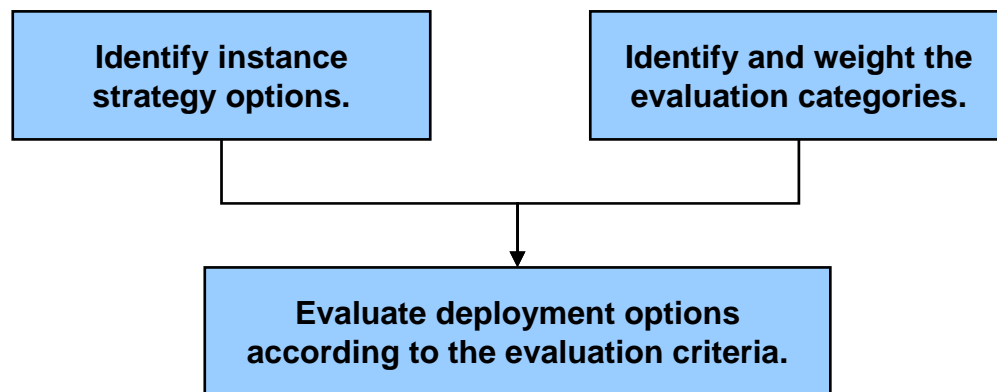 Identify instance
strategy options.
Identify and weight the
evaluation categories.
Evaluate deployment options
according to the evaluation criteria.